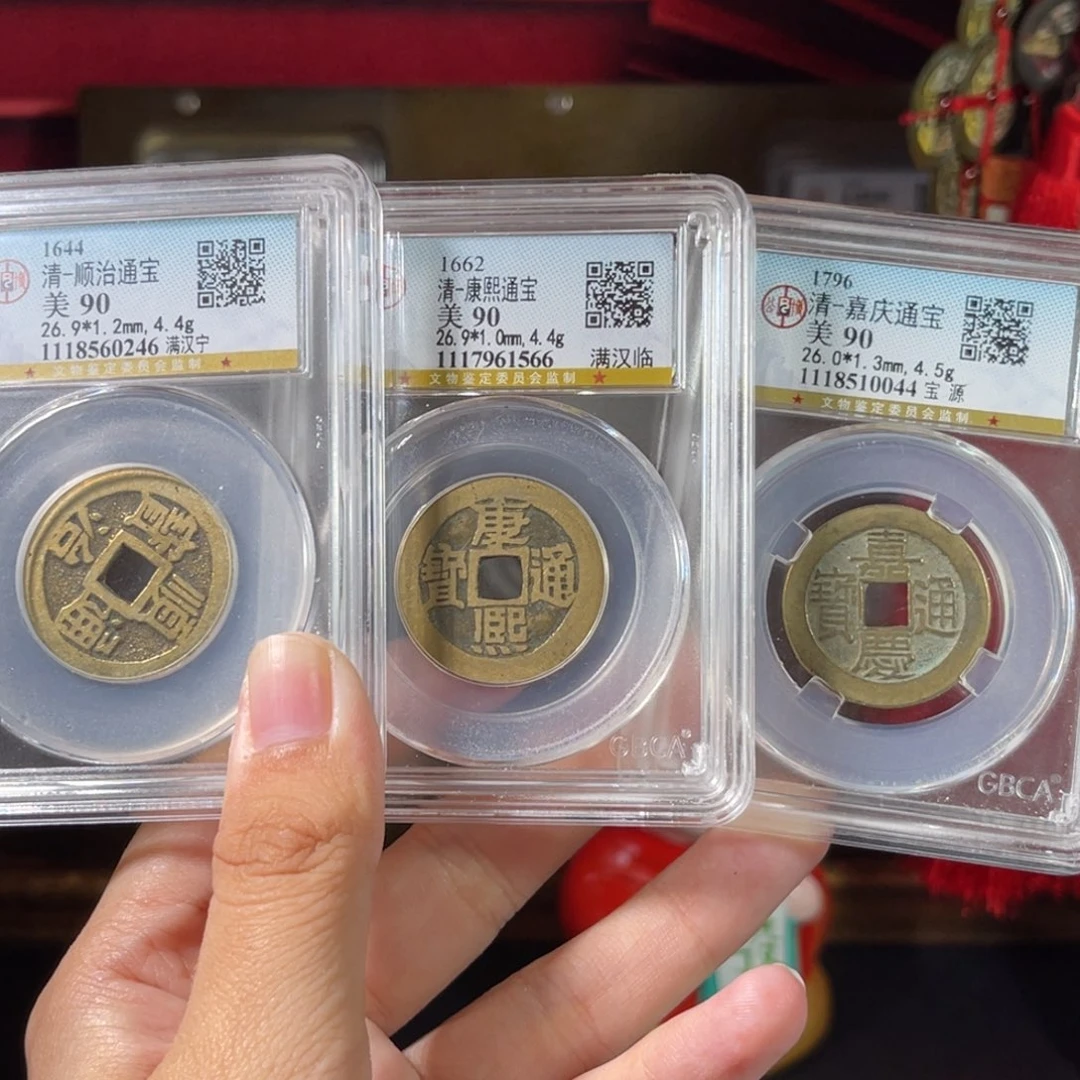 1644
清-顺治通宝
美 90
26.9*1.2mm,4.4g
1118560246 满汉宁
文物鉴定委员会监制
1662
清-康熙通宝
美 90
26.9*1.0mm,4.4g
1117961566 满汉临
文物鉴定委员会监制
1796
清-嘉庆通宝
美 90
26.0*1.3mm,4.5g
1118510044 宝 源
文物鉴定委员会监制
順治通寶
康熙通寶
嘉慶通寶
GBCA
GBCA